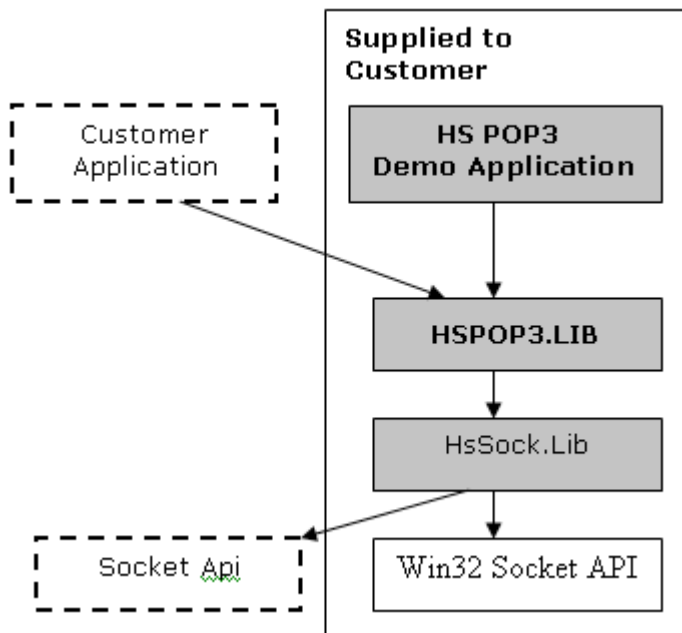 Supplied to
Customer
Customer
Application
HS POP3
Demo Application
HSPOP3.LIB
HsSock.Lib
Socket Api
Win32 Socket API